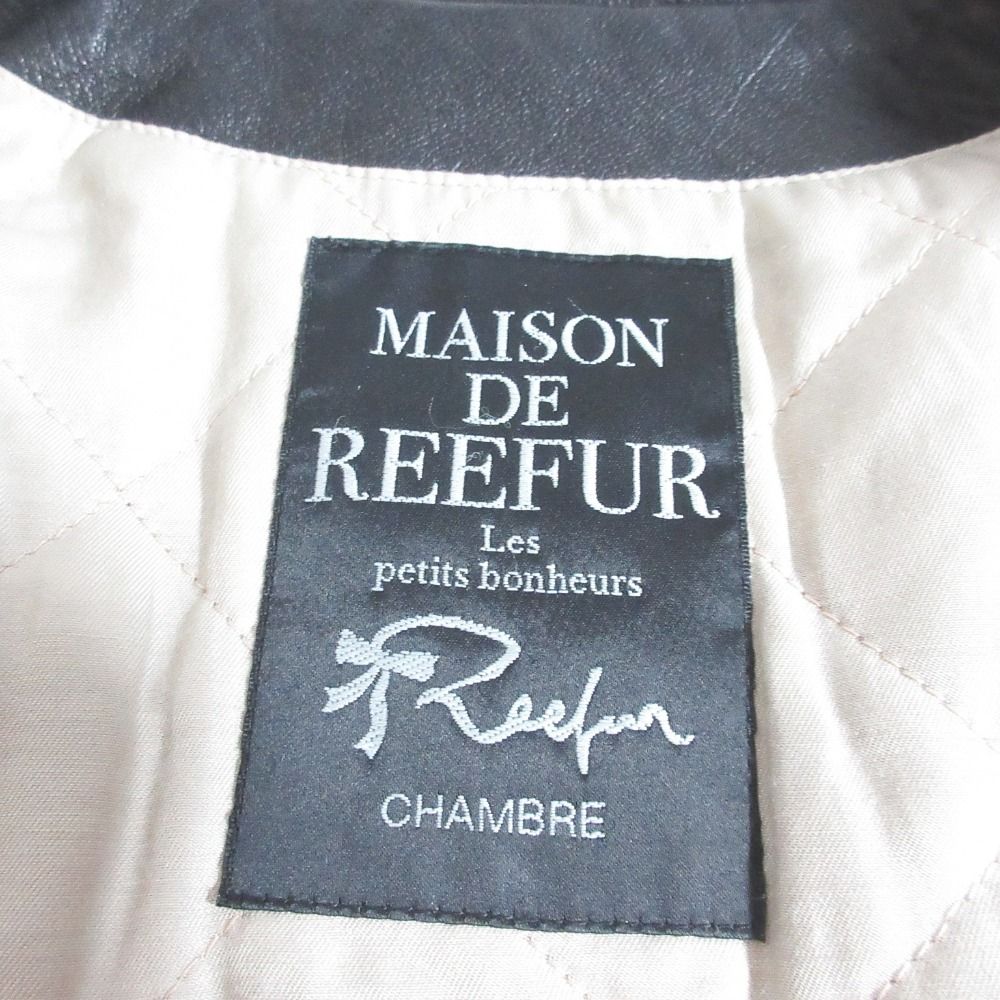 MAISON
DE
REEFUR
Les
petits bonheurs
Reefur
CHAMBRE